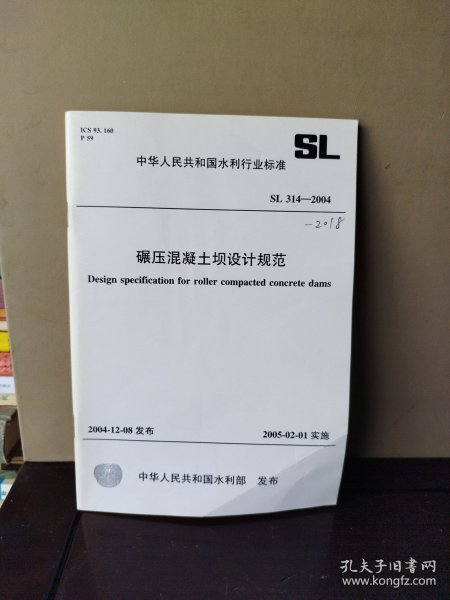 ICS 93.160
P 59
SL
中华人民共和国水利行业标准
SL 314—2004
—2018
碾压混凝土坝设计规范
Design specification for roller compacted concrete dams
2004-12-08 发布
2005-02-01 实施
中华人民共和国水利部 发布
孔夫子旧书网
www.kongfz.com